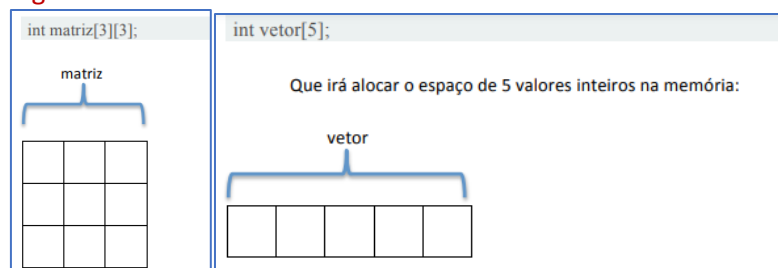 int matriz[3][3];
matriz
int vetor[5];
Que irá alocar o espaço de 5 valores inteiros na memória:
vetor